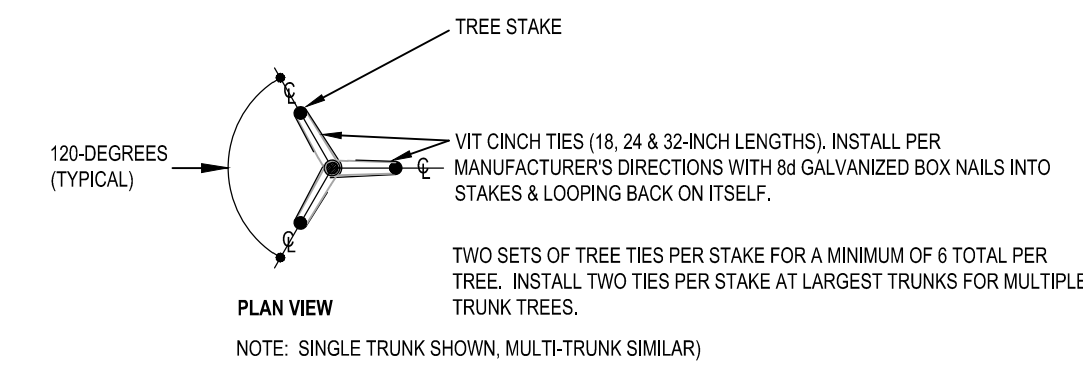 TREE STAKE
℄
120-DEGREES
(TYPICAL)
VIT CINCH TIES (18, 24 & 32-INCH LENGTHS). INSTALL PER
℄ MANUFACTURER'S DIRECTIONS WITH 8d GALVANIZED BOX NAILS INTO
STAKES & LOOPING BACK ON ITSELF.
℄
TWO SETS OF TREE TIES PER STAKE FOR A MINIMUM OF 6 TOTAL PER
TREE. INSTALL TWO TIES PER STAKE AT LARGEST TRUNKS FOR MULTIPLE
TRUNK TREES.
PLAN VIEW
NOTE: SINGLE TRUNK SHOWN, MULTI-TRUNK SIMILAR)